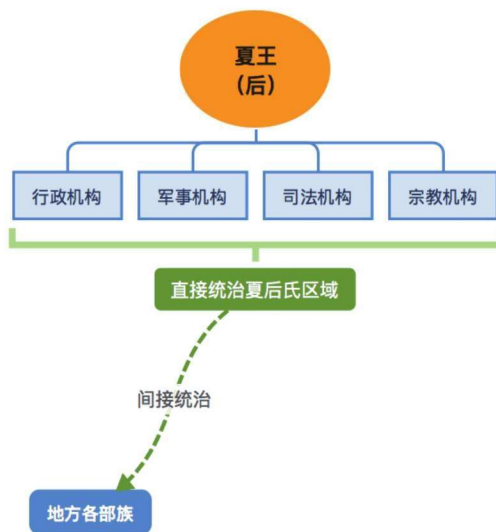 夏王
（后）
行政机构
军事机构
司法机构
宗教机构
直接统治夏后氏区域
间接统治
地方各部族